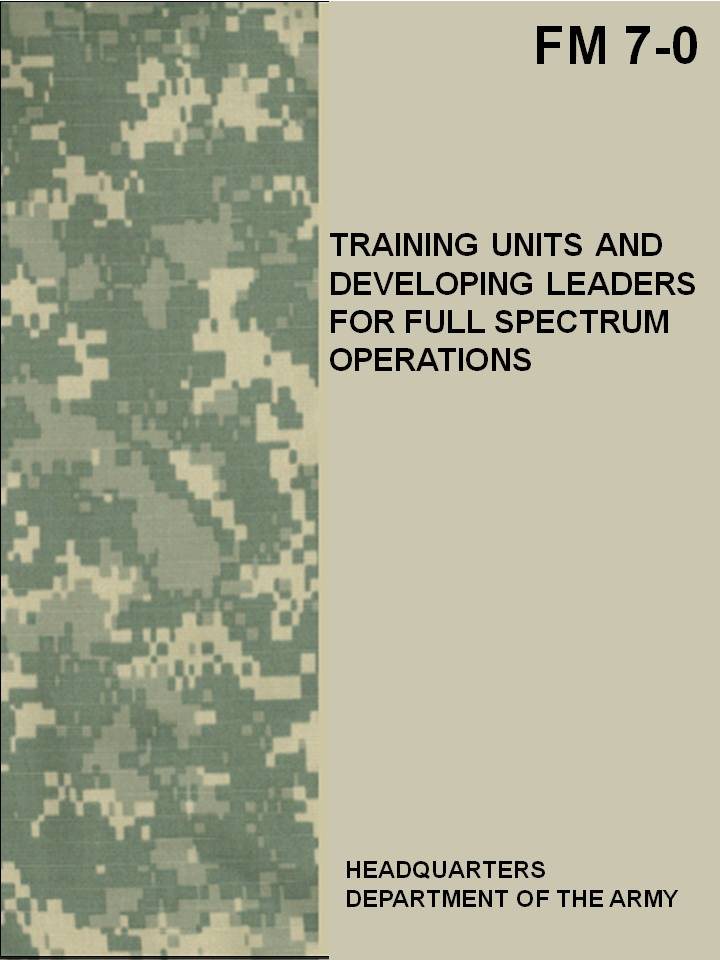 FM 7-0
TRAINING UNITS AND
DEVELOPING LEADERS
FOR FULL SPECTRUM
OPERATIONS
HEADQUARTERS
DEPARTMENT OF THE ARMY